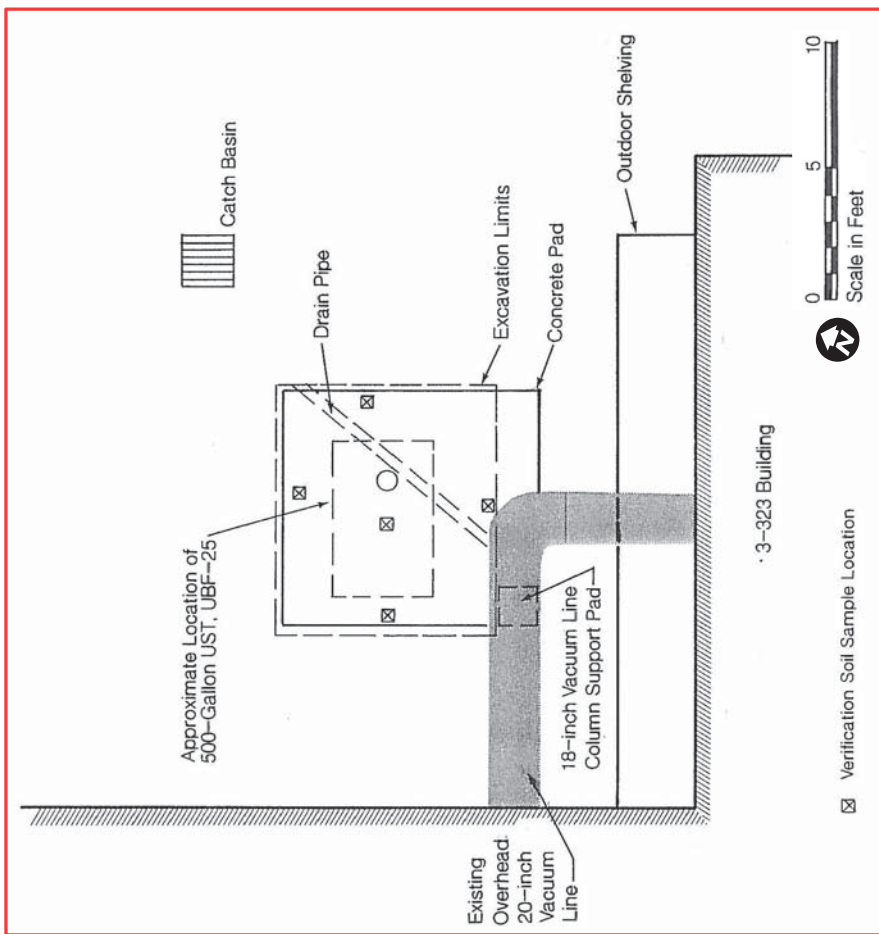 Catch Basin
Drain Pipe
Excavation Limits
Concrete Pad
Outdoor Shelving
Approximate Location of
500-Gallon UST, UBF-25
18-inch Vacuum Line
Column Support Pad
Existing
Overhead
20-inch
Vacuum
Line
3-323 Building
Verification Soil Sample Location
N
0
5
10
Scale in Feet